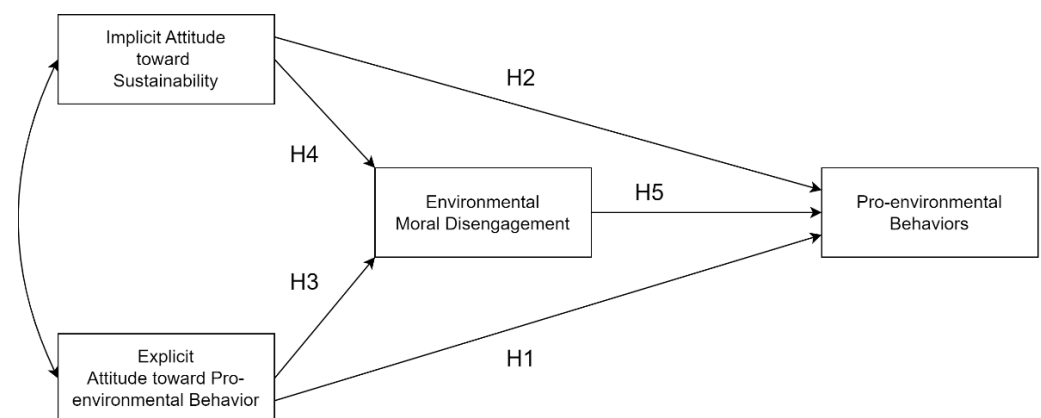 Implicit Attitude
toward
Sustainability
H2
H4
Environmental
Moral Disengagement
H5
Pro-environmental
Behaviors
H3
H1
Explicit
Attitude toward Pro-
environmental Behavior